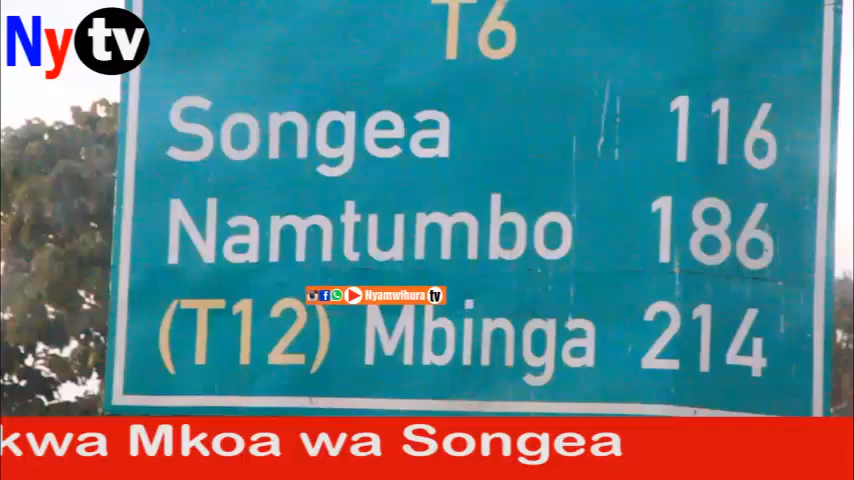 Ny tv
T6
Songea 116
Namtumbo 186
Nyamwihura tv
(T12) Mbinga 214
kwa Mkoa wa Songea